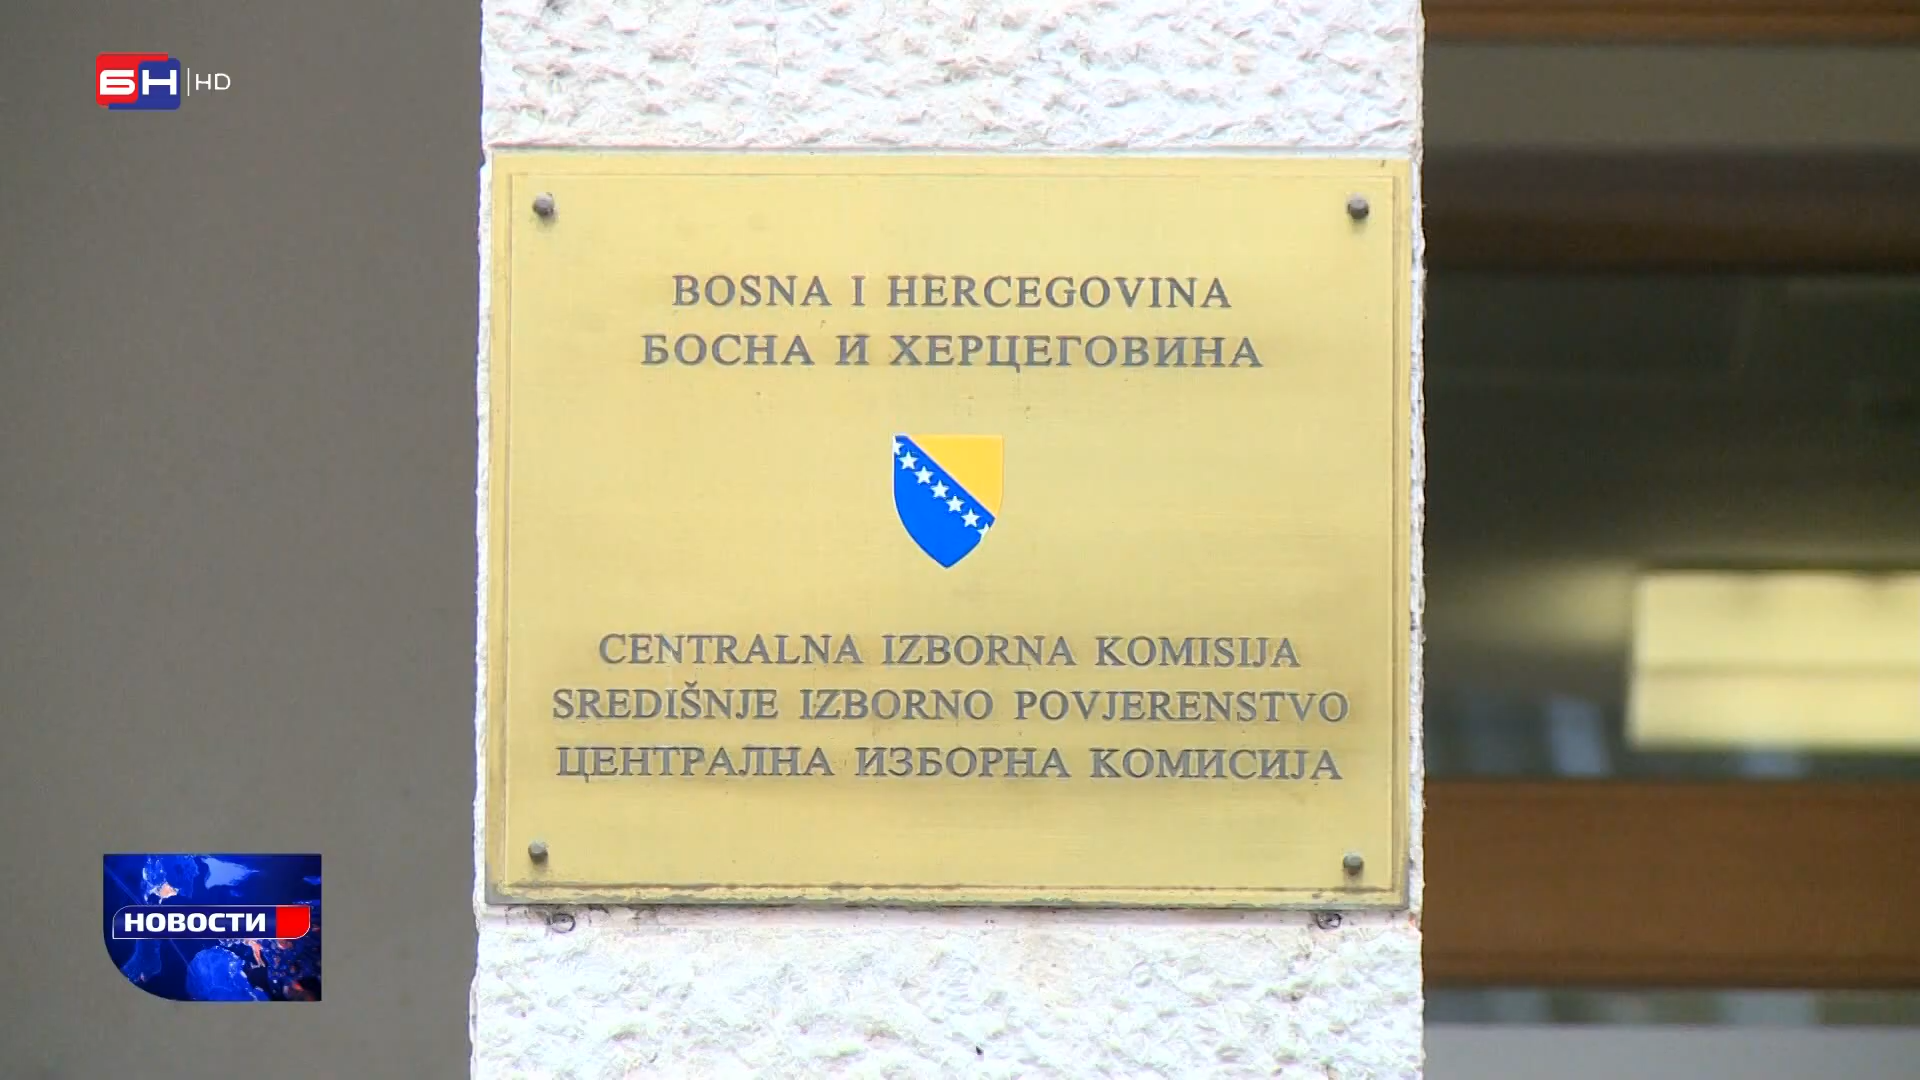 БН HD
BOSNA I HERCEGOVINA
БОСНА И ХЕРЦЕГОВИНА
CENTRALNA IZBORNA KOMISIJA
SREDIŠNJE IZBORNO POVJERENSTVO
ЦЕНТРАЛНА ИЗБОРНА КОМИСИЈА
НОВОСТИ